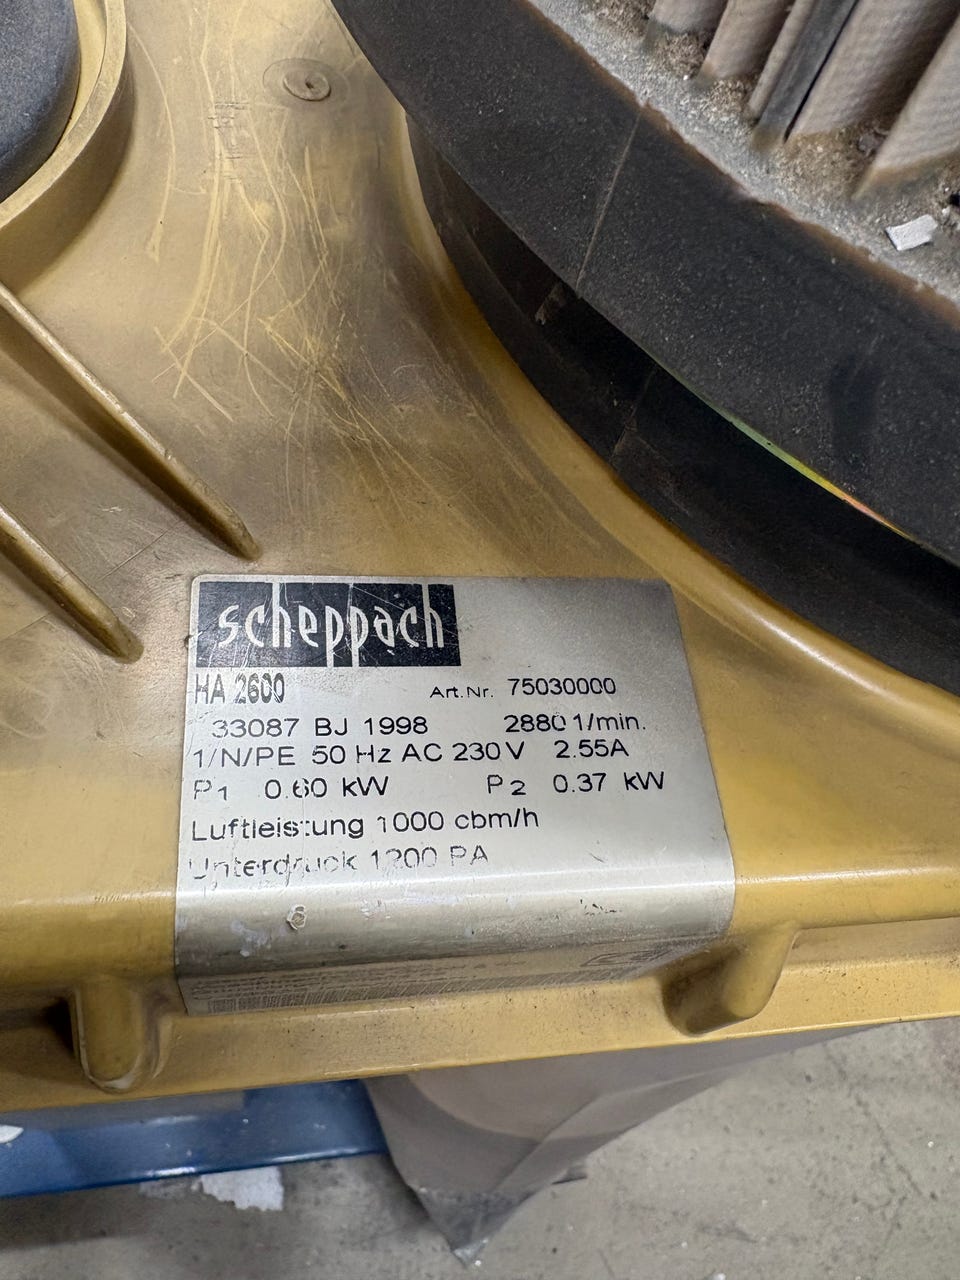 scheppach
HA 2600 Art.Nr. 75030000
33087 BJ 1998 2880 1/min.
1/N/PE 50 Hz AC 230V 2.55A
P1 0.60 kW P2 0.37 kW
Luftleistung 1000 cbm/h
Unterdruck 1200 PA